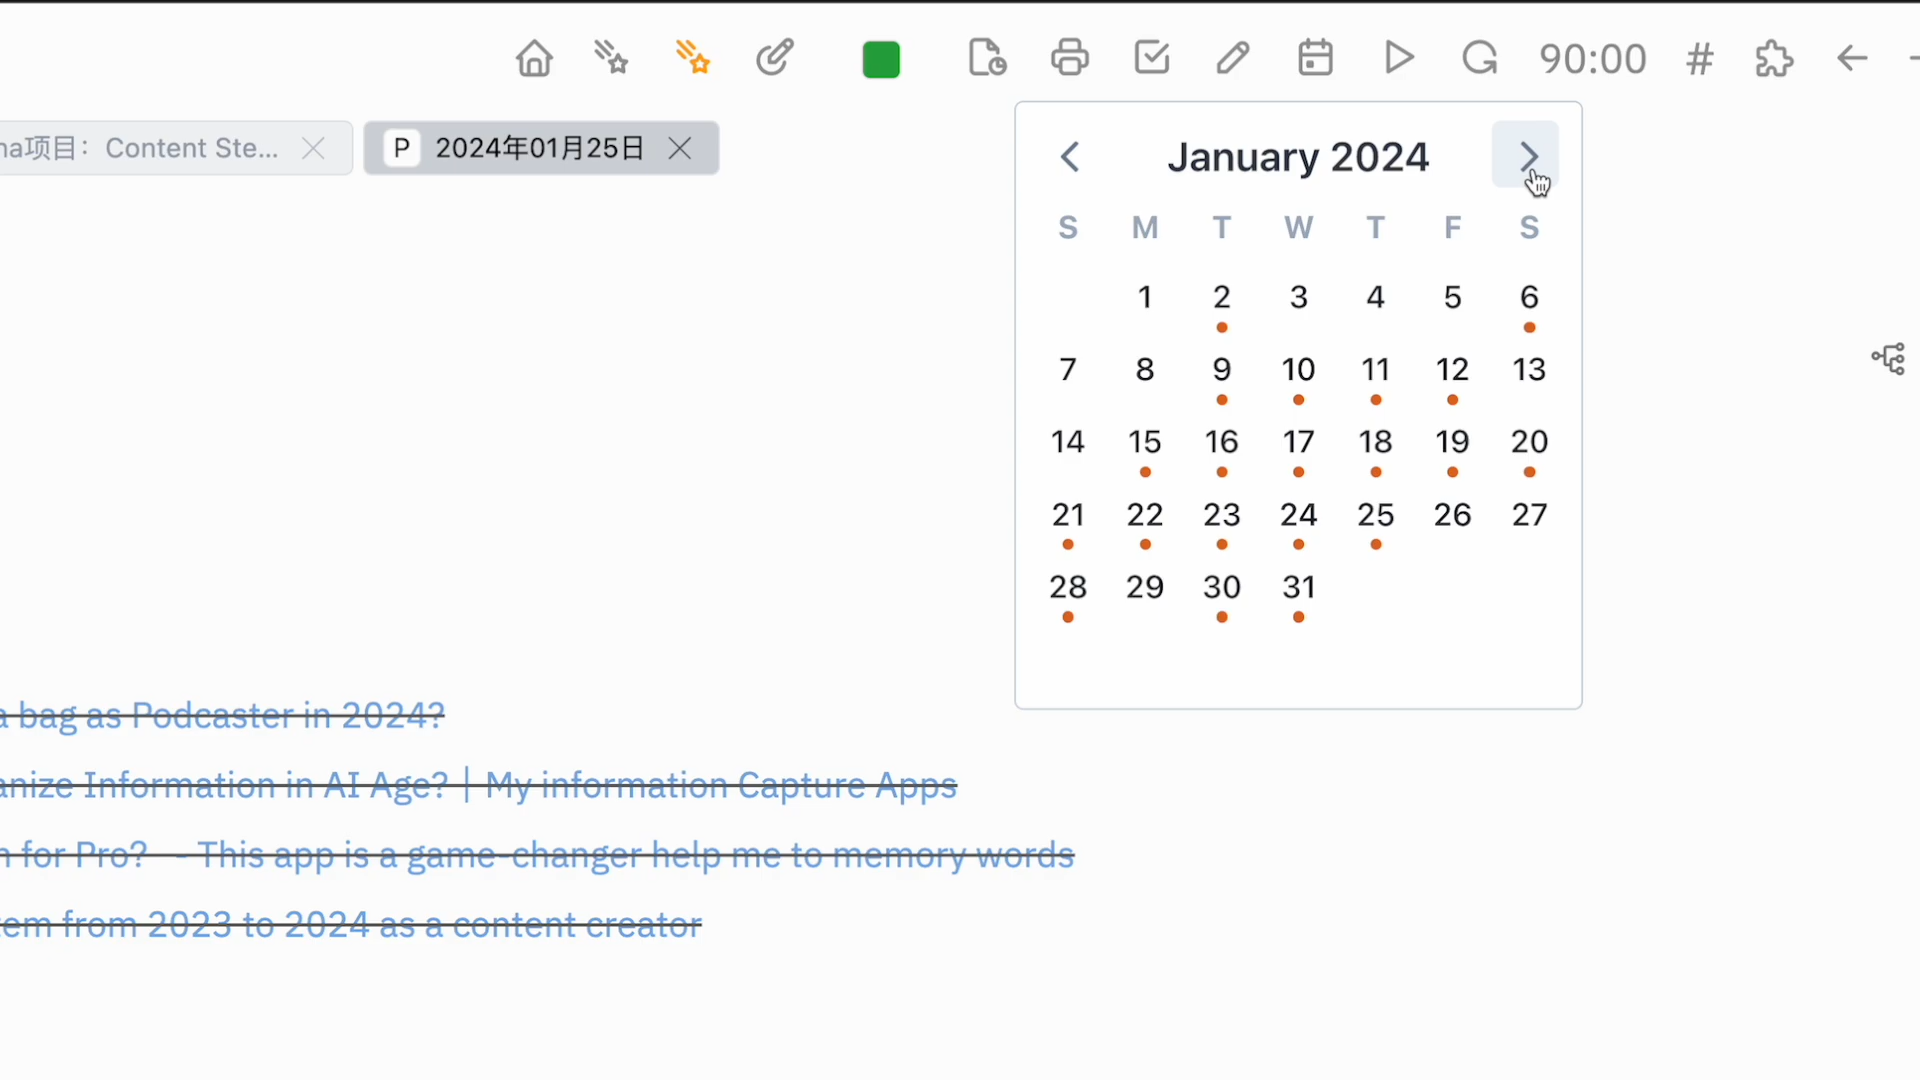 90:00 #
na项目：Content Ste...
P 2024年01月25日
January 2024
S M T W T F S
1 2 3 4 5 6
7 8 9 10 11 12 13
14 15 16 17 18 19 20
21 22 23 24 25 26 27
28 29 30 31
a bag as Podcaster in 2024?
anize Information in AI Age? | My information Capture Apps
n for Pro? - This app is a game-changer help me to memory words
tem from 2023 to 2024 as a content creator